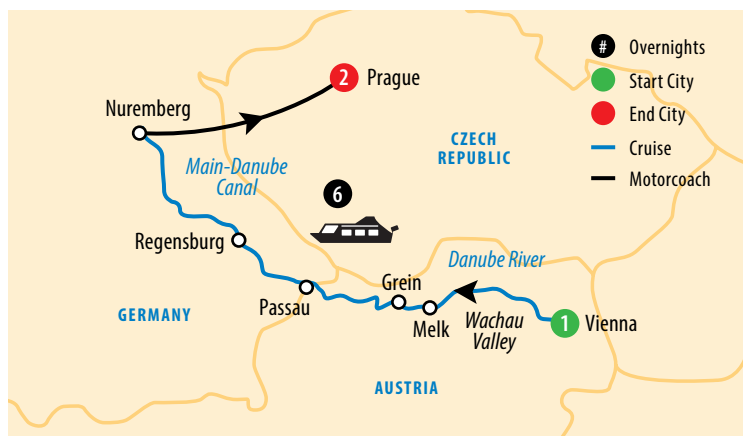 # Overnights
Start City
End City
Cruise
Motorcoach
2 Prague
Nuremberg
CZECH
REPUBLIC
Main-Danube
Canal
6
Regensburg
Danube River
Grein
Passau
GERMANY
Melk
Wachau
Valley
1 Vienna
AUSTRIA